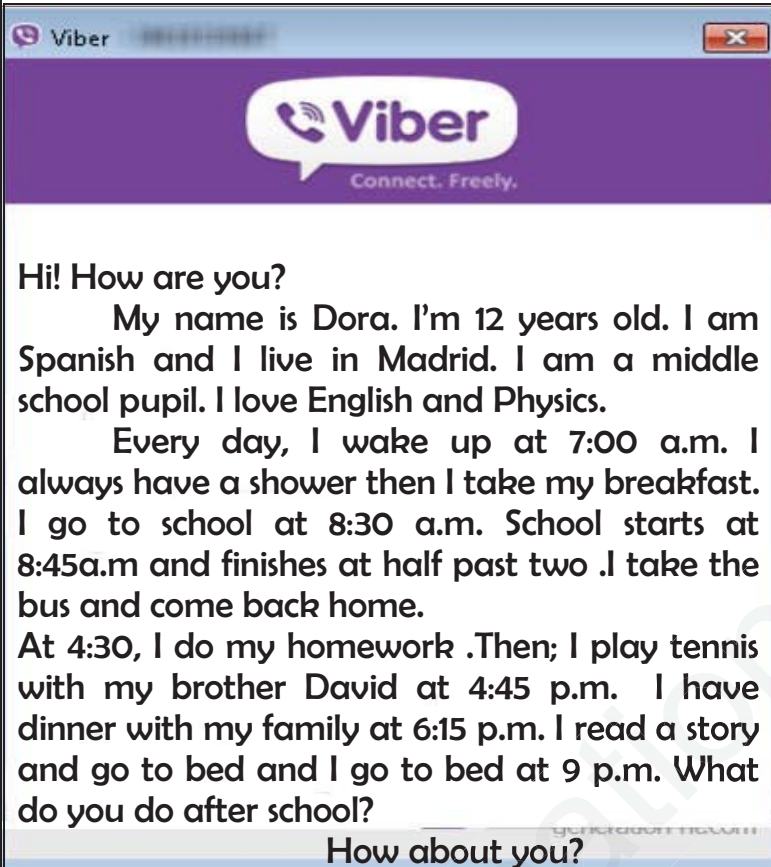 Viber
Viber
Connect. Freely.
Hi! How are you?
My name is Dora. I'm 12 years old. I am
Spanish and I live in Madrid. I am a middle
school pupil. I love English and Physics.
Every day, I wake up at 7:00 a.m. I
always have a shower then I take my breakfast.
I go to school at 8:30 a.m. School starts at
8:45a.m and finishes at half past two .I take the
bus and come back home.
At 4:30, I do my homework .Then; I play tennis
with my brother David at 4:45 p.m. I have
dinner with my family at 6:15 p.m. I read a story
and go to bed and I go to bed at 9 p.m. What
do you do after school?
How about you?